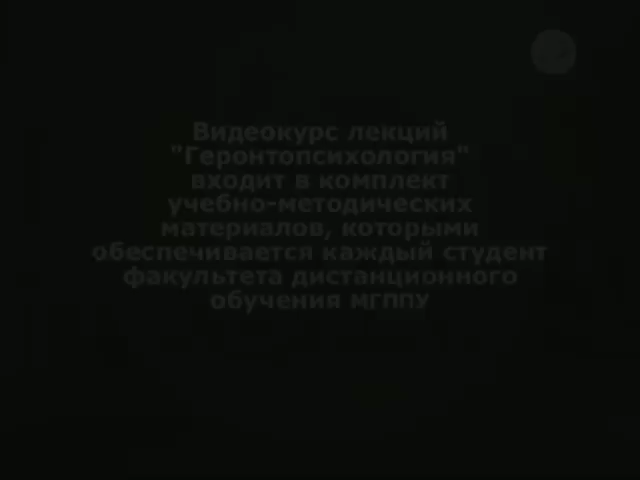 Видеокурс лекций
"Геронтопсихология"
входит в комплект
учебно-методических
материалов, которыми
обеспечивается каждый студент
факультета дистанционного
обучения МГППУ